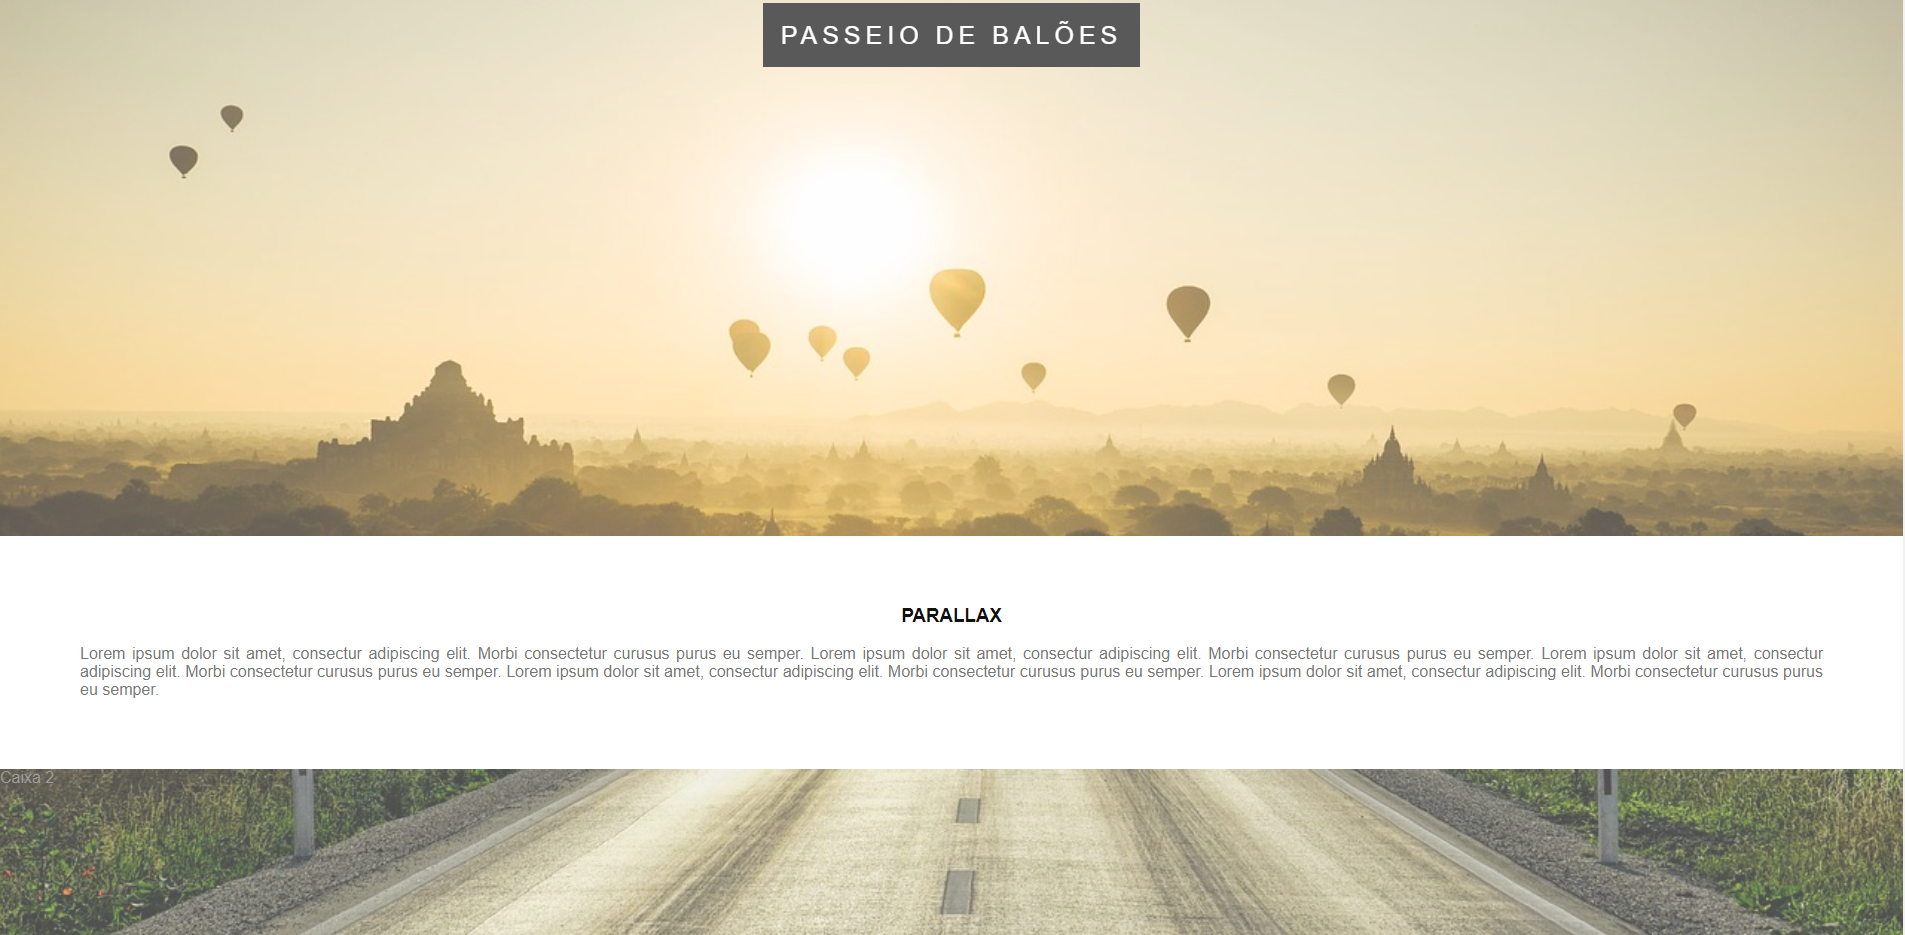 PASSEIO DE BALÕES
PARALLAX
Lorem ipsum dolor sit amet, consectur adipiscing elit. Morbi consectetur curusus purus eu semper. Lorem ipsum dolor sit amet, consectur adipiscing elit. Morbi consectetur curusus purus eu semper. Lorem ipsum dolor sit amet, consectur
adipiscing elit. Morbi consectetur curusus purus eu semper. Lorem ipsum dolor sit amet, consectur adipiscing elit. Morbi consectetur curusus purus eu semper. Lorem ipsum dolor sit amet, consectur adipiscing elit. Morbi consectetur curusus purus
eu semper.
Caixa 2